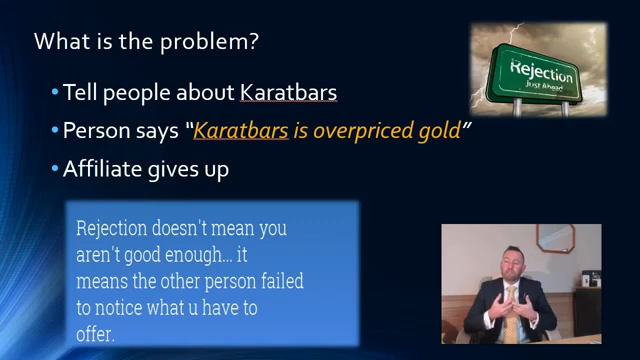 What is the problem?
Rejection
Just Ahead
Tell people about Karatbars
Person says “Karatbars is overpriced gold”
Affiliate gives up
Rejection doesn't mean you
aren't good enough... it
means the other person failed
to notice what u have to
offer.